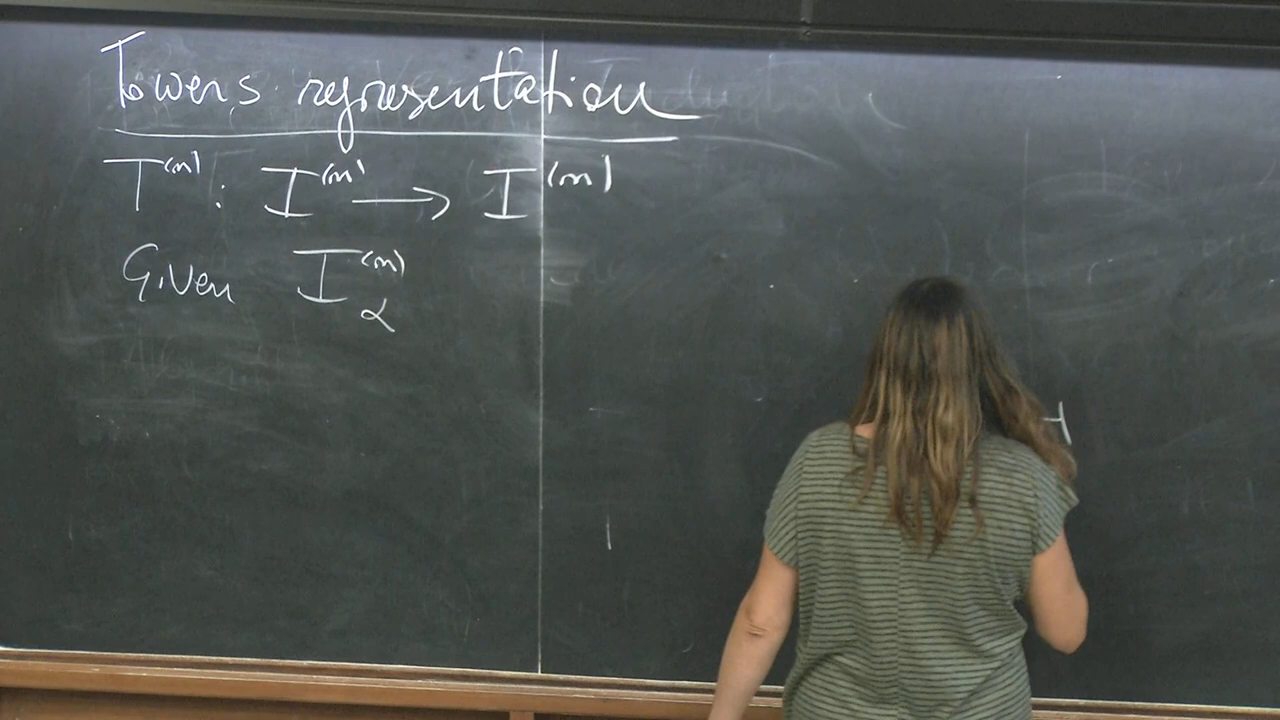 Towers representation
T^(n) : I^(n) → I^(n)
Given I_α^(n)